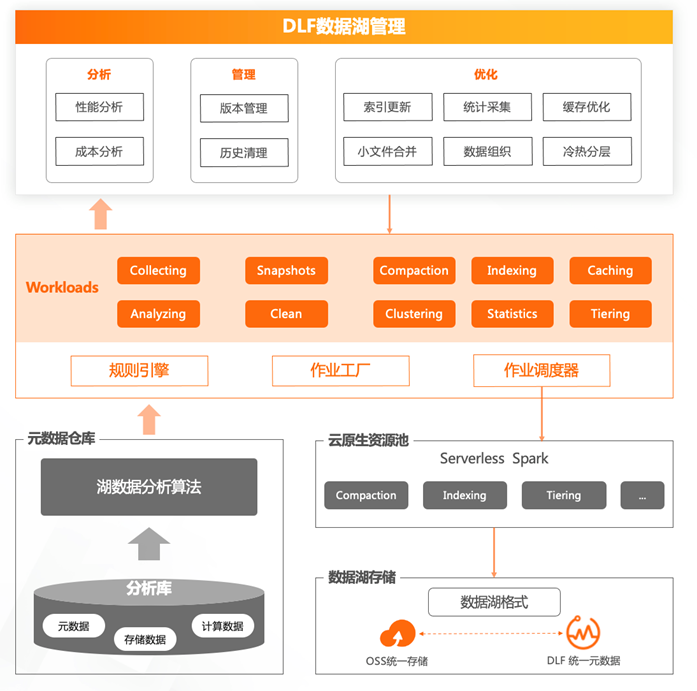 DLF数据湖管理
分析
管理
优化
性能分析
版本管理
索引更新
统计采集
缓存优化
成本分析
历史清理
小文件合并
数据组织
冷热分层
Workloads
Collecting
Snapshots
Compaction
Indexing
Caching
Analyzing
Clean
Clustering
Statistics
Tiering
规则引擎
作业工厂
作业调度器
元数据仓库
湖数据分析算法
分析库
元数据
存储数据
计算数据
云原生资源池
Serverless Spark
Compaction
Indexing
Tiering
...
数据湖存储
数据湖格式
OSS统一存储
DLF 统一元数据